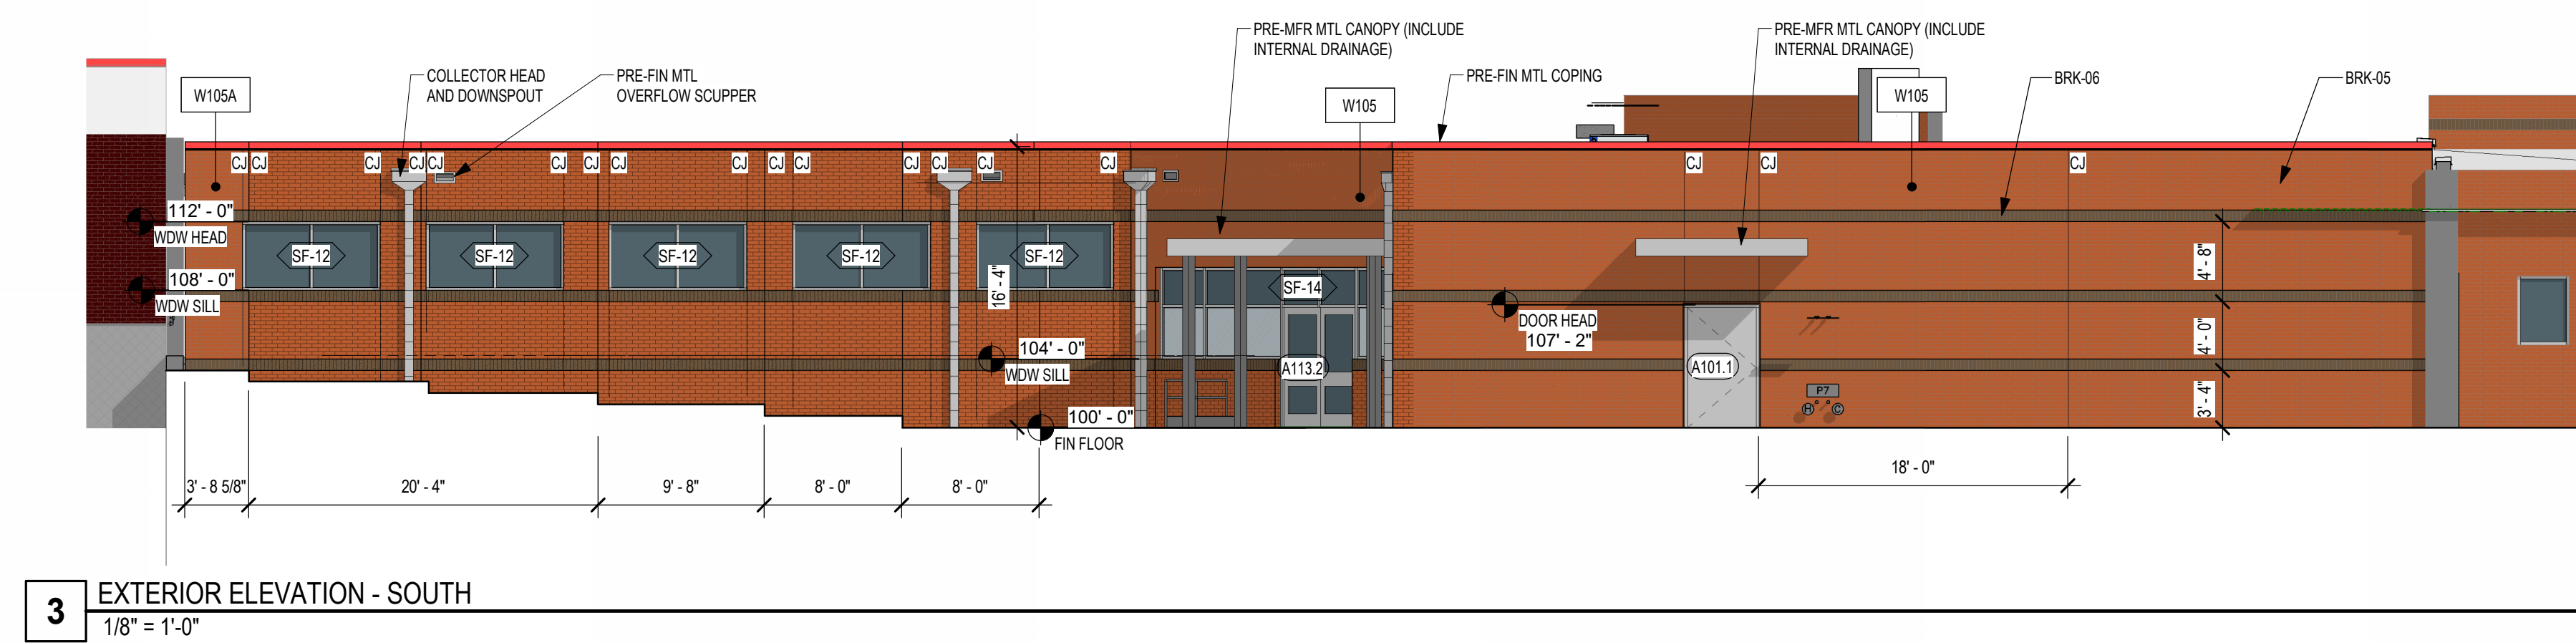 PRE-MFR MTL CANOPY (INCLUDE
INTERNAL DRAINAGE)
PRE-MFR MTL CANOPY (INCLUDE
INTERNAL DRAINAGE)
COLLECTOR HEAD
AND DOWNSPOUT
PRE-FIN MTL
OVERFLOW SCUPPER
PRE-FIN MTL COPING
BRK-06
BRK-05
W105A
W105
W105
CJ CJ CJ CJ CJ CJ CJ CJ CJ CJ CJ CJ CJ CJ CJ CJ CJ CJ
112' - 0"
WDW HEAD
SF-12 SF-12 SF-12 SF-12 SF-12
108' - 0"
WDW SILL
16' - 4"
SF-14
4' - 8"
DOOR HEAD
107' - 2"
4' - 0"
104' - 0"
WDW SILL
A113.2
A101.1
P7
H C
3' - 4"
100' - 0"
FIN FLOOR
3' - 8 5/8" 20' - 4" 9' - 8" 8' - 0" 8' - 0" 18' - 0"
3 EXTERIOR ELEVATION - SOUTH
1/8" = 1'-0"